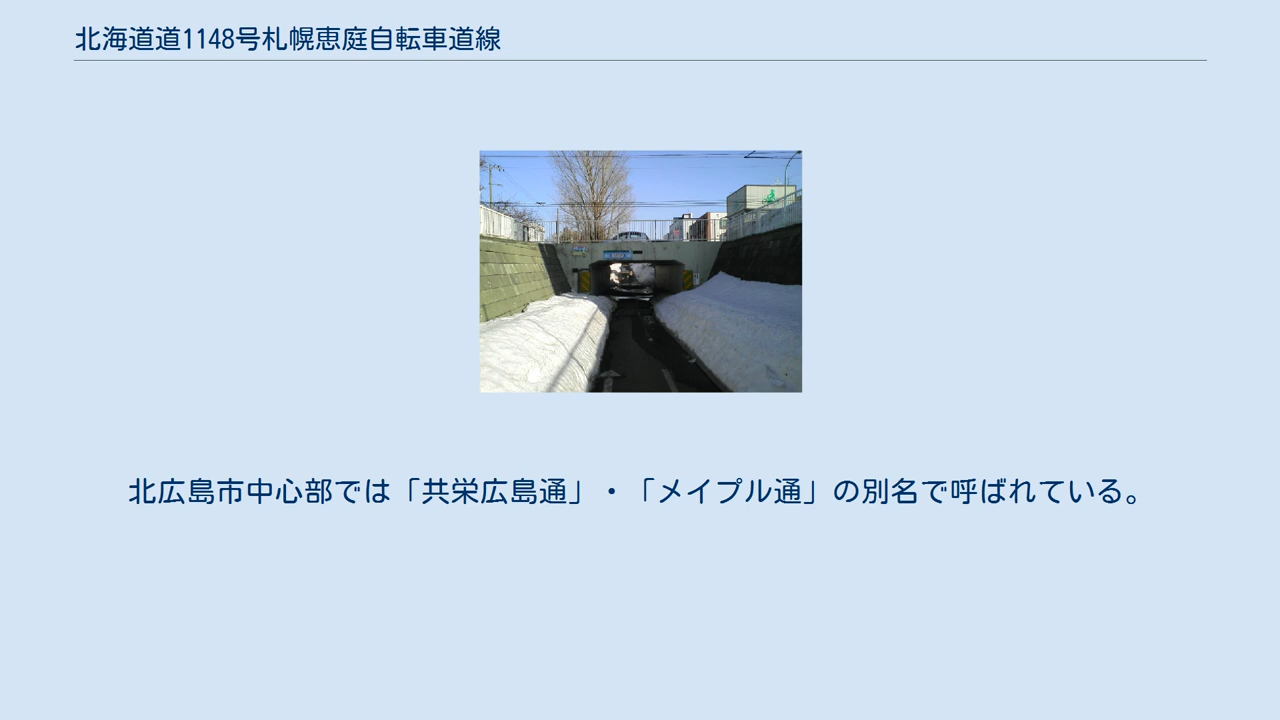 北海道道1148号札幌恵庭自転車道線
北広島市中心部では「共栄広島通」・「メイプル通」の別名で呼ばれている。